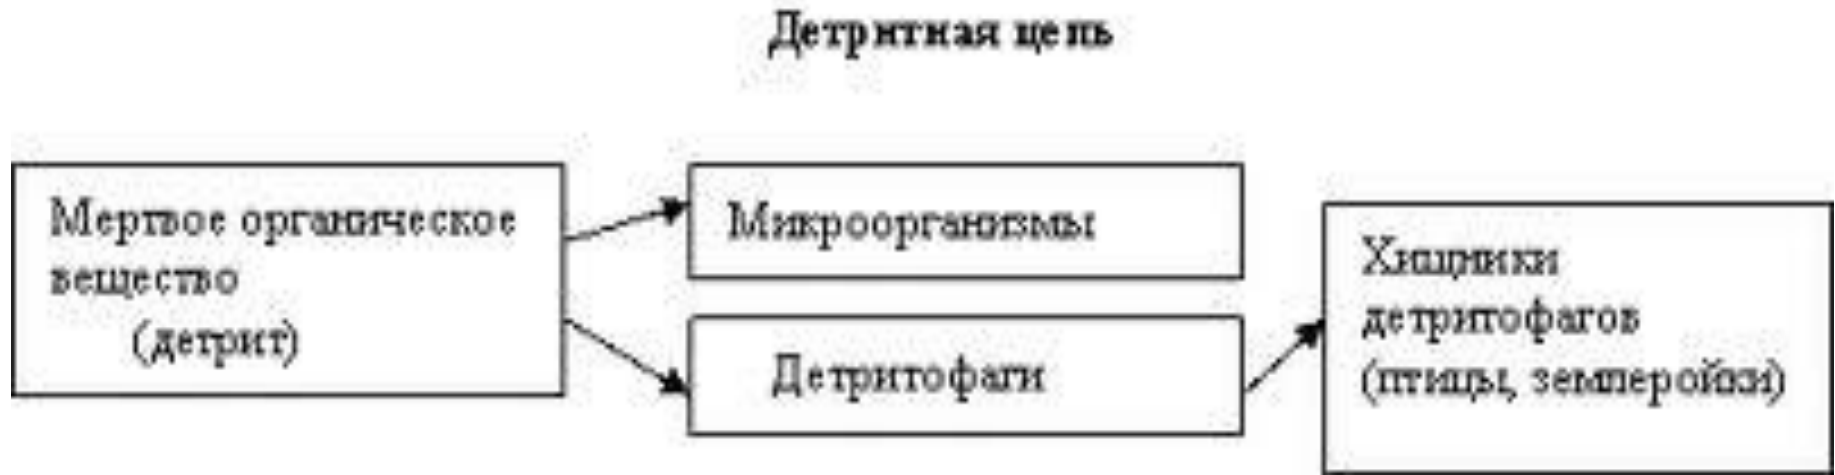 Детритная цепь
Мертвое органическое
вещество
(детрит)
Микроорганизмы
Детритофаги
Хищники
детритофагов
(птицы, землеройки)